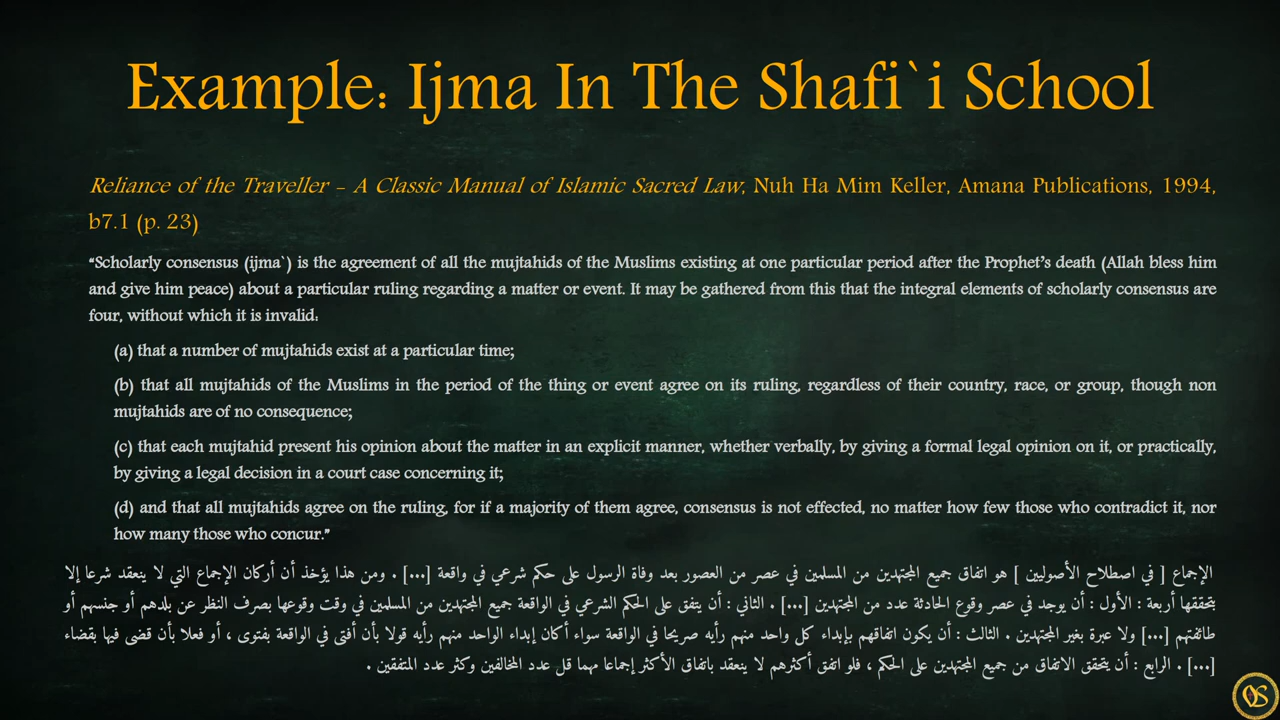 Example: Ijma In The Shafi`i School
Reliance of the Traveller – A Classic Manual of Islamic Sacred Law, Nuh Ha Mim Keller, Amana Publications, 1994,
b7.1 (p. 23)
“Scholarly consensus (ijma`) is the agreement of all the mujtahids of the Muslims existing at one particular period after the Prophet’s death (Allah bless him
and give him peace) about a particular ruling regarding a matter or event. It may be gathered from this that the integral elements of scholarly consensus are
four, without which it is invalid:
(a) that a number of mujtahids exist at a particular time;
(b) that all mujtahids of the Muslims in the period of the thing or event agree on its ruling, regardless of their country, race, or group, though non
mujtahids are of no consequence;
(c) that each mujtahid present his opinion about the matter in an explicit manner, whether verbally, by giving a formal legal opinion on it, or practically,
by giving a legal decision in a court case concerning it;
(d) and that all mujtahids agree on the ruling, for if a majority of them agree, consensus is not effected, no matter how few those who contradict it, nor
how many those who concur.”
الإجماع [ في اصطلاح الأصوليين ] هو اتفاق جميع المجتهدين من المسلمين في عصر من العصور بعد وفاة الرسول على حكم شرعي في واقعة [...] . ومن هذا يؤخذ أن أركان الإجماع التي لا ينعقد شرعا إلا
بتحققها أربعة : الأول : أن يوجد في عصر وقوع الحادثة عدد من المجتهدين [...] . الثاني : أن يتفق على الحكم الشرعي في الواقعة جميع المجتهدين من المسلمين في وقت وقوعها بصرف النظر عن بلدهم أو جنسهم أو
طائفتهم [...] ولا عبرة بغير المجتهدين . الثالث : أن يكون اتفاقهم بإبداء كل واحد منهم رأيه صريحا في الواقعة سواء أكان إبداء الواحد منهم رأيه قولا بأن أفتى في الواقعة بفتوى ، أو فعلا بأن قضى فيها بقضاء
[...] . الرابع : أن يتحقق الاتفاق من جميع المجتهدين على الحكم ، فلو اتفق أكثرهم لا ينعقد باتفاق الأكثر إجماعا مهما قل عدد المخالفين وكثر عدد المتفقين .